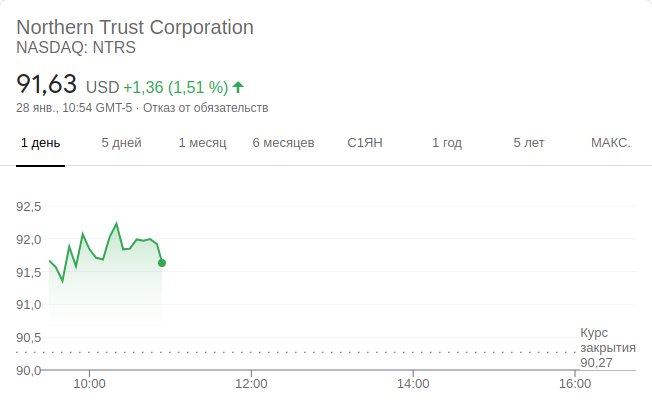 Northern Trust Corporation
NASDAQ: NTRS
91,63 USD +1,36 (1,51 %)
28 янв., 10:54 GMT-5 · Отказ от обязательств
1 день 5 дней 1 месяц 6 месяцев С1ЯН 1 год 5 лет МАКС.
92,5
92,0
91,5
91,0
90,5
90,0
Курс
закрытия
90,27
10:00 12:00 14:00 16:00